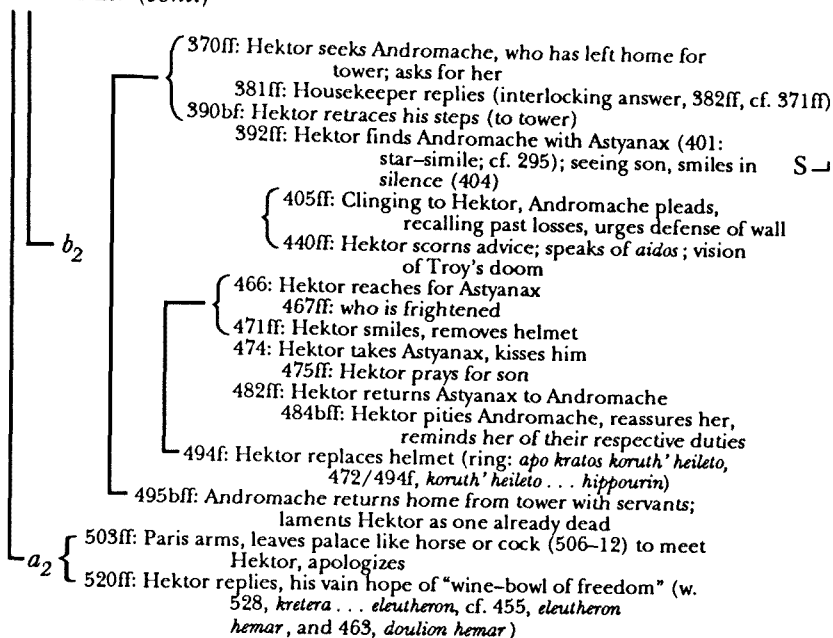 370ff: Hektor seeks Andromache, who has left home for
tower; asks for her
381ff: Housekeeper replies (interlocking answer, 382ff, cf. 371ff)
390bf: Hektor retraces his steps (to tower)
392ff: Hektor finds Andromache with Astyanax (401:
star–simile; cf. 295); seeing son, smiles in S
silence (404)
405ff: Clinging to Hektor, Andromache pleads,
recalling past losses, urges defense of wall
b₂ 440ff: Hektor scorns advice; speaks of aidos; vision
of Troy's doom
466: Hektor reaches for Astyanax
467ff: who is frightened
471ff: Hektor smiles, removes helmet
474: Hektor takes Astyanax, kisses him
475ff: Hektor prays for son
482ff: Hektor returns Astyanax to Andromache
484bff: Hektor pities Andromache, reassures her,
reminds her of their respective duties
494f: Hektor replaces helmet (ring: apo kratos koruth' heileto,
472/494f, koruth' heileto . . . hippourin)
495bff: Andromache returns home from tower with servants;
laments Hektor as one already dead
503ff: Paris arms, leaves palace like horse or cock (506–12) to meet
a₂ Hektor, apologizes
520ff: Hektor replies, his vain hope of "wine–bowl of freedom" (w.
528, kretera . . . eleutheron, cf. 455, eleutheron
hemar, and 463, doulion hemar)